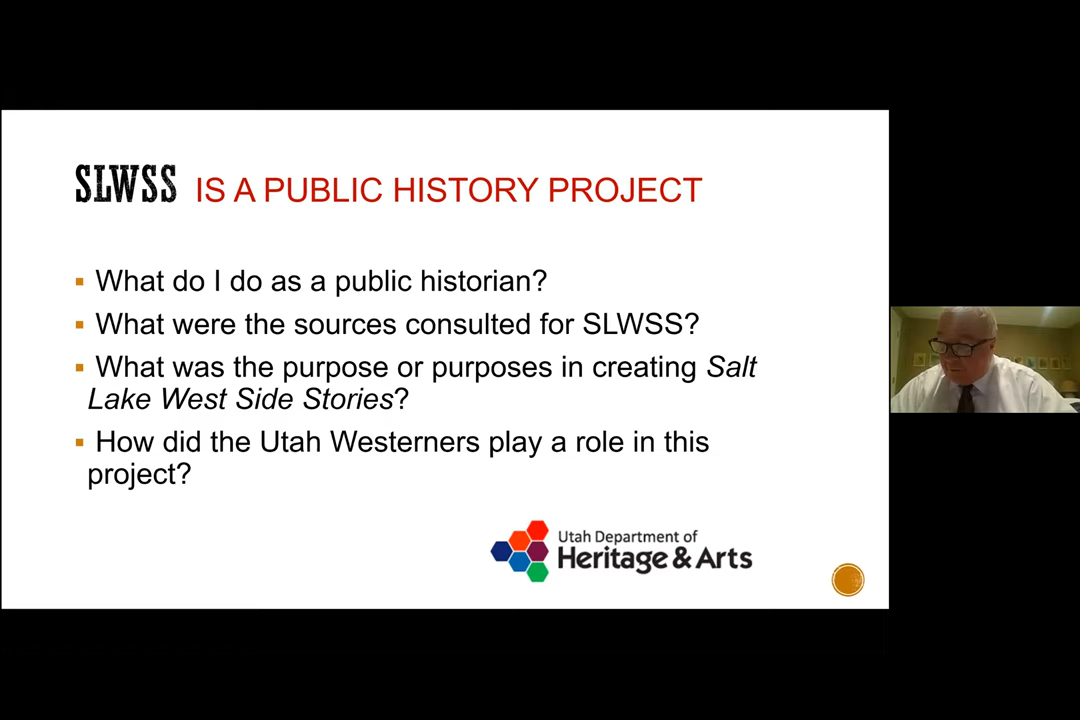 SLWSS IS A PUBLIC HISTORY PROJECT
What do I do as a public historian?
What were the sources consulted for SLWSS?
What was the purpose or purposes in creating Salt
Lake West Side Stories?
How did the Utah Westerners play a role in this
project?
Utah Department of
Heritage & Arts